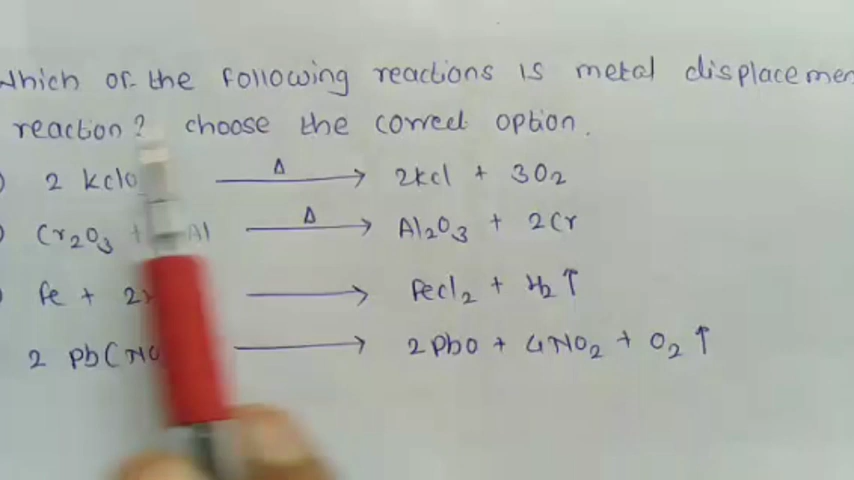 Which of the following reactions is metal displacemen
reaction? choose the correct option.
) 2 KClO Δ ⟶ 2KCl + 3O₂
) Cr₂O₃ + Al Δ ⟶ Al₂O₃ + 2Cr
) Fe + 2 ⟶ FeCl₂ + H₂↑
2 Pb(NO ⟶ 2PbO + 4NO₂ + O₂↑